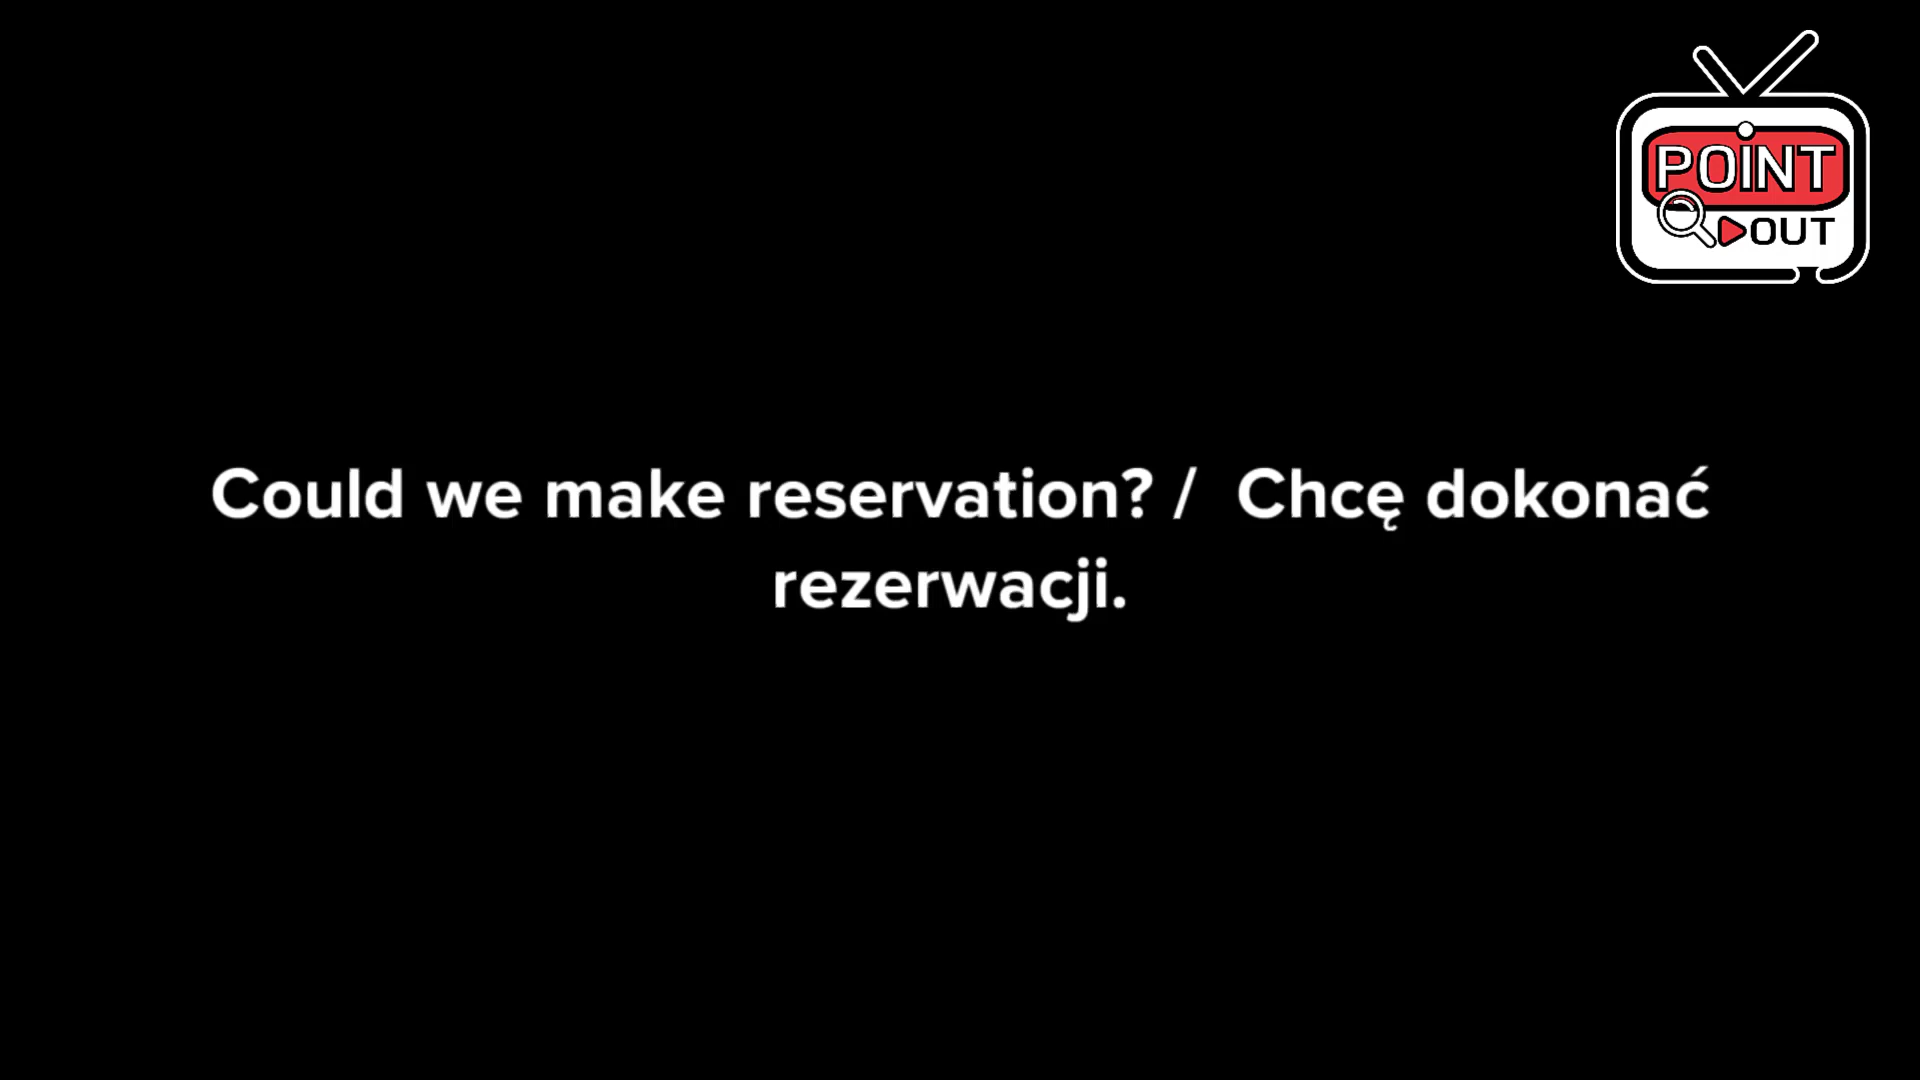 POINT
OUT
Could we make reservation? /  Chcę dokonać
rezerwacji.